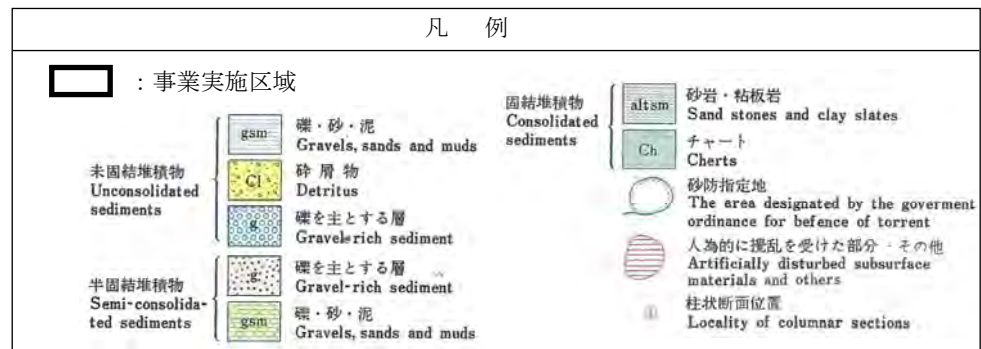 凡 例
：事業実施区域
未固結堆積物
Unconsolidated
sediments
gsm
礫・砂・泥
Gravels, sands and muds
Cl
砕屑物
Detritus
g
礫を主とする層
Gravel-rich sediment
半固結堆積物
Semi-consolida-
ted sediments
g
礫を主とする層
Gravel-rich sediment
gsm
礫・砂・泥
Gravels, sands and muds
固結堆積物
Consolidated
sediments
altsm
砂岩・粘板岩
Sand stones and clay slates
Ch
チャート
Cherts
砂防指定地
The area designated by the goverment
ordinance for befence of torrent
人為的に攪乱を受けた部分・その他
Artificially disturbed subsurface
materials and others
①
柱状断面位置
Locality of columnar sections